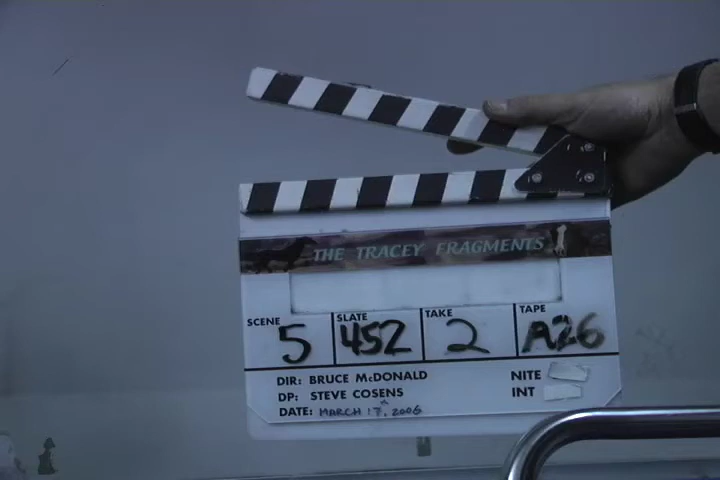 THE TRACEY FRAGMENTS
SCENE 5 SLATE 452 TAKE 2 TAPE A26
DIR: BRUCE McDONALD
DP: STEVE COSENS
DATE: MARCH 17, 2006
NITE
INT